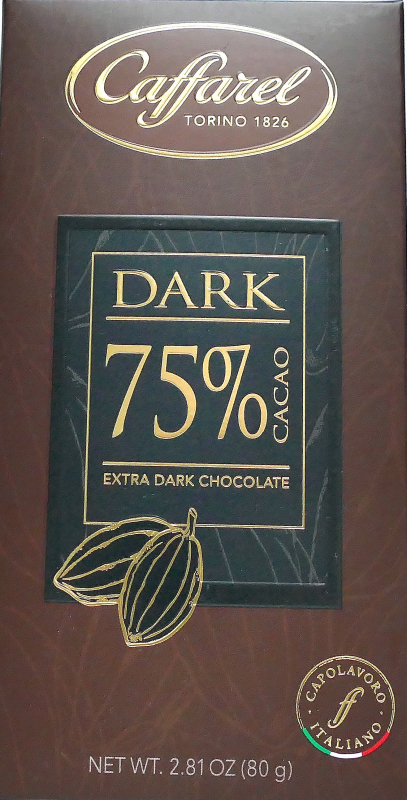 Caffarel
TORINO 1826
DARK
75%
CACAO
EXTRA DARK CHOCOLATE
CAPOLAVORO
f
ITALIANO
NET WT. 2.81 OZ (80 g)